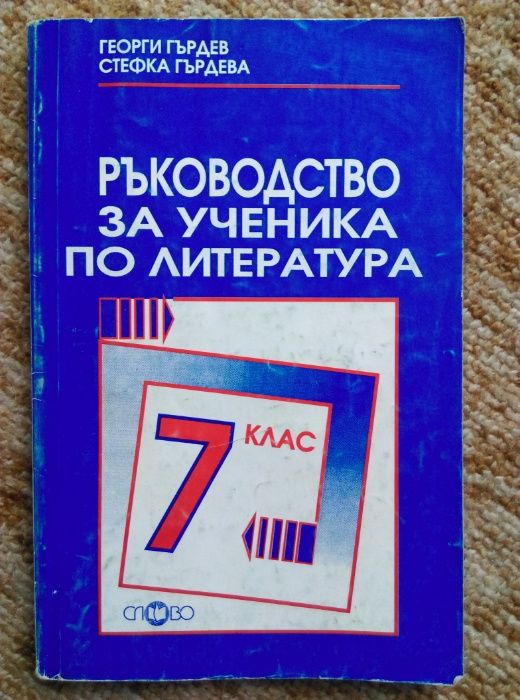 ГЕОРГИ ГЪРДЕВ
СТЕФКА ГЪРДЕВА
РЪКОВОДСТВО
ЗА УЧЕНИКА
ПО ЛИТЕРАТУРА
7 КЛАС
СЛОВО